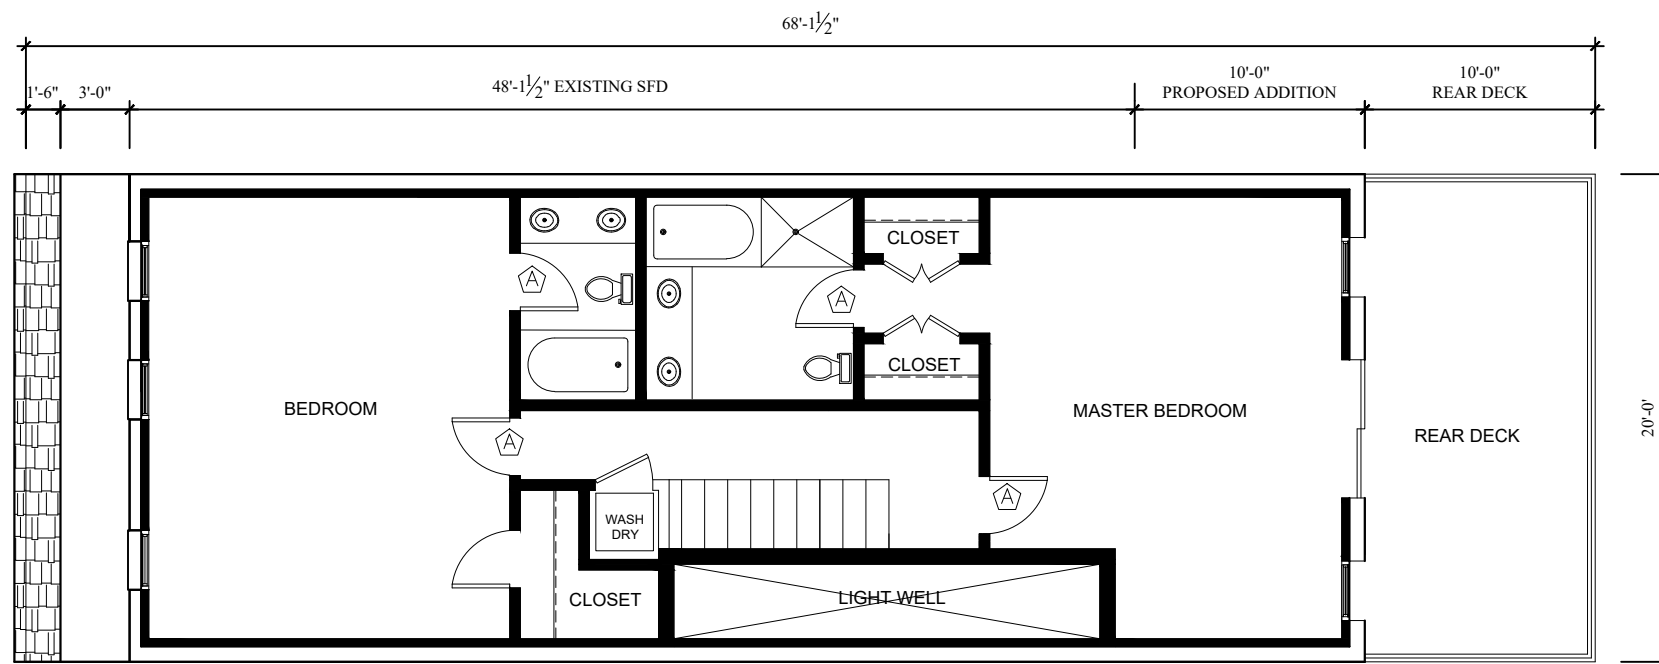 68'-1½"
1'-6"
3'-0"
48'-1½" EXISTING SFD
10'-0"
PROPOSED ADDITION
10'-0"
REAR DECK
CLOSET
A
A
CLOSET
BEDROOM
MASTER BEDROOM
REAR DECK
20'-0'
A
A
WASH
DRY
CLOSET
LIGHT WELL